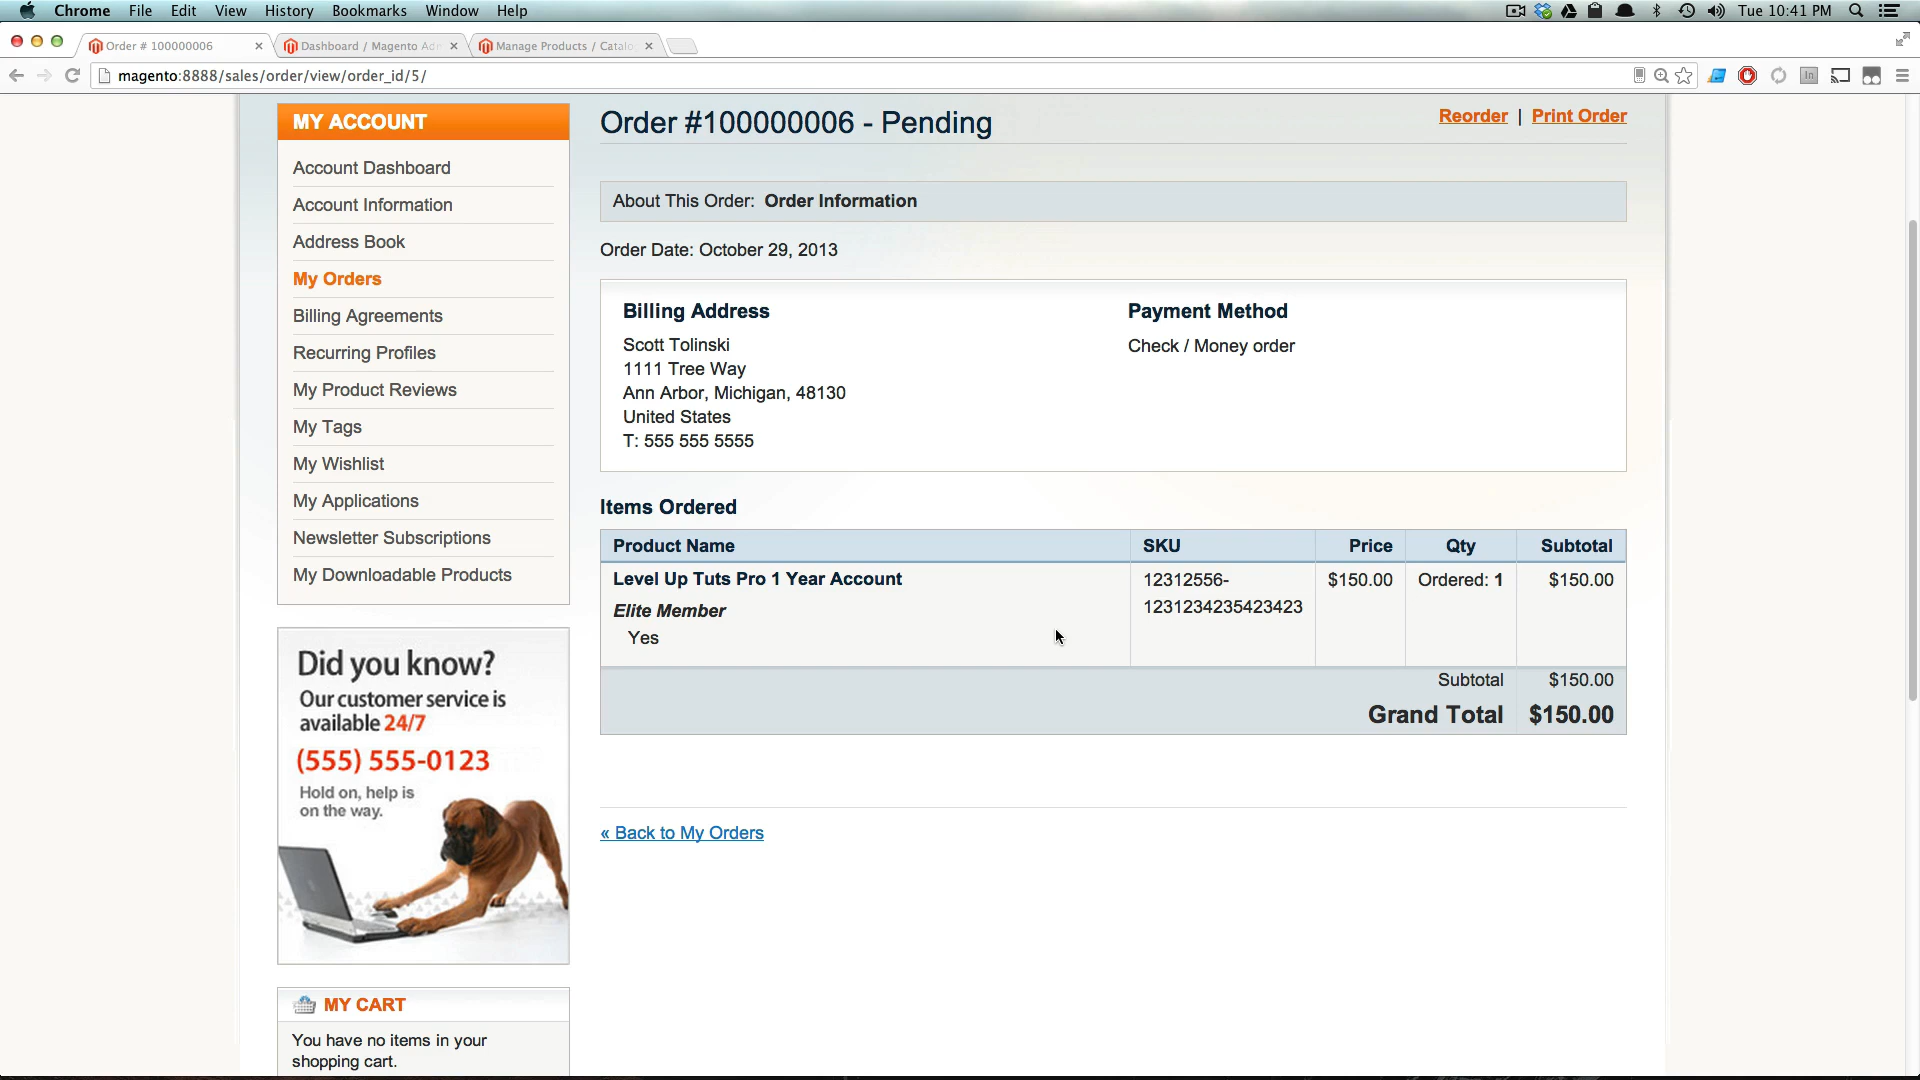 Chrome File Edit View History Bookmarks Window Help Tue 10:41 PM
Order # 100000006 Dashboard / Magento Manage Products / Catalo
magento:8888/sales/order/view/order_id/5/
MY ACCOUNT
Account Dashboard
Account Information
Address Book
My Orders
Billing Agreements
Recurring Profiles
My Product Reviews
My Tags
My Wishlist
My Applications
Newsletter Subscriptions
My Downloadable Products
Did you know?
Our customer service is
available 24/7
(555) 555-0123
Hold on, help is
on the way.
MY CART
You have no items in your
shopping cart.
Order #100000006 - Pending
Reorder | Print Order
About This Order: Order Information
Order Date: October 29, 2013
Billing Address
Scott Tolinski
1111 Tree Way
Ann Arbor, Michigan, 48130
United States
T: 555 555 5555
Payment Method
Check / Money order
Items Ordered
Product Name SKU Price Qty Subtotal
Level Up Tuts Pro 1 Year Account 12312556- $150.00 Ordered: 1 $150.00
1231234235423423
Elite Member
Yes
Subtotal $150.00
Grand Total $150.00
« Back to My Orders